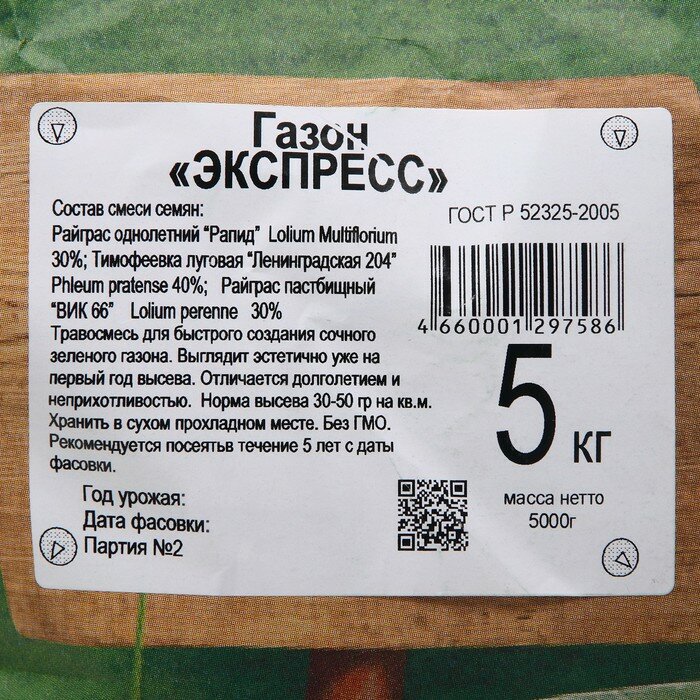 Газон
«ЭКСПРЕСС»
Состав смеси семян:
Райграс однолетний "Рапид" Lolium Multiflorium
30%; Тимофеевка луговая "Ленинградская 204"
Phleum pratense 40%; Райграс пастбищный
"ВИК 66" Lolium perenne 30%
Травосмесь для быстрого создания сочного
зеленого газона. Выглядит эстетично уже на
первый год высева. Отличается долголетием и
неприхотливостью. Норма высева 30-50 гр на кв.м.
Хранить в сухом прохладном месте. Без ГМО.
Рекомендуется посеятьв течение 5 лет с даты
фасовки.
Год урожая:
Дата фасовки:
Партия №2
ГОСТ Р 52325-2005
4 660001 297586
5 кг
масса нетто
5000г